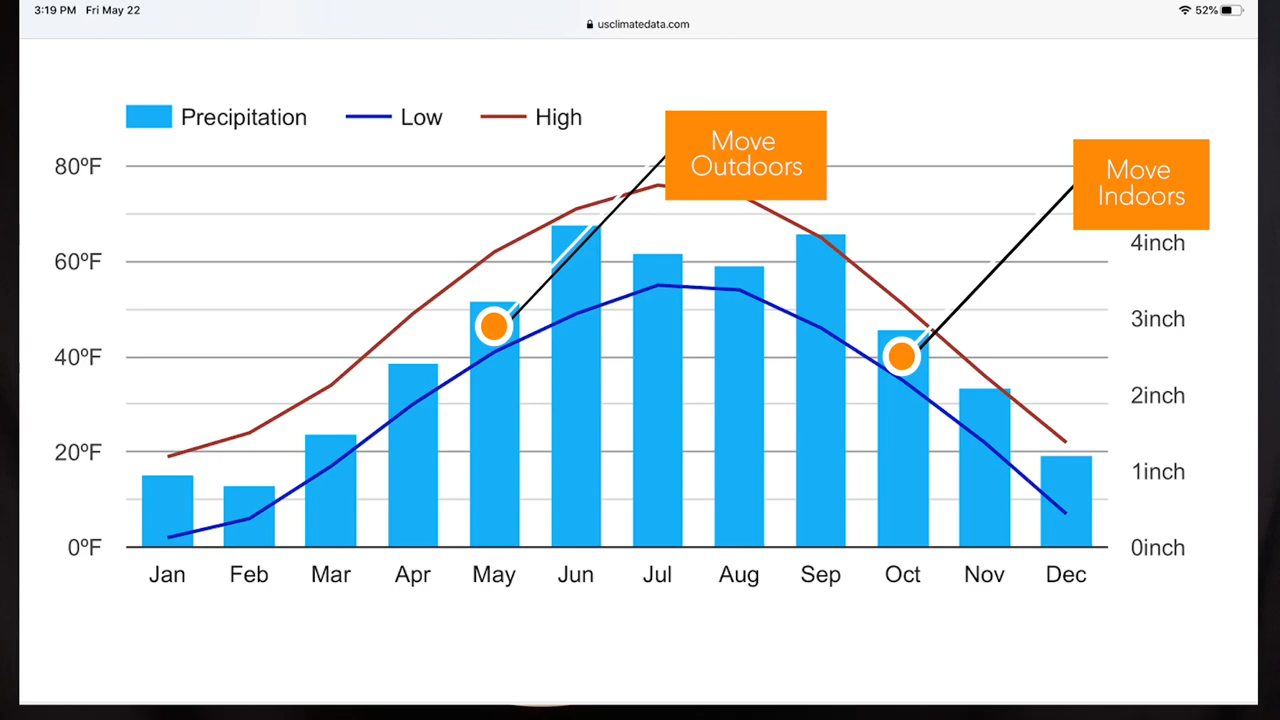 3:19 PM Fri May 22
52%
usclimatedata.com
Precipitation Low High
Move
Outdoors
Move
Indoors
80ºF
60ºF
40ºF
20ºF
0ºF
4inch
3inch
2inch
1inch
0inch
Jan Feb Mar Apr May Jun Jul Aug Sep Oct Nov Dec